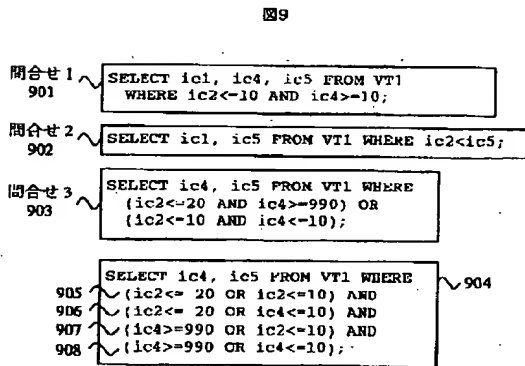 図9
問合せ1
901
SELECT ic1, ic4, ic5 FROM VT1
WHERE ic2<=10 AND ic4>=10;
問合せ2
902
SELECT ic1, ic5 FROM VT1 WHERE ic2<ic5;
問合せ3
903
SELECT ic4, ic5 FROM VT1 WHERE
(ic2<=20 AND ic4>=990) OR
(ic2<=10 AND ic4<=10);
904
SELECT ic4, ic5 FROM VT1 WHERE
905 (ic2<= 20 OR ic2<=10) AND
906 (ic2<= 20 OR ic4<=10) AND
907 (ic4>=990 OR ic2<=10) AND
908 (ic4>=990 OR ic4<=10);